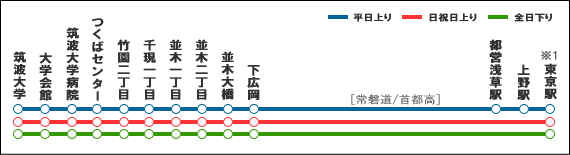 平日上り 日祝日上り 全日下り
筑波大学
大学会館
筑波大学病院
つくばセンター
竹園二丁目
千現一丁目
並木一丁目
並木二丁目
並木大橋
下広岡
[常磐道/首都高]
都営浅草駅
上野駅
※1
東京駅